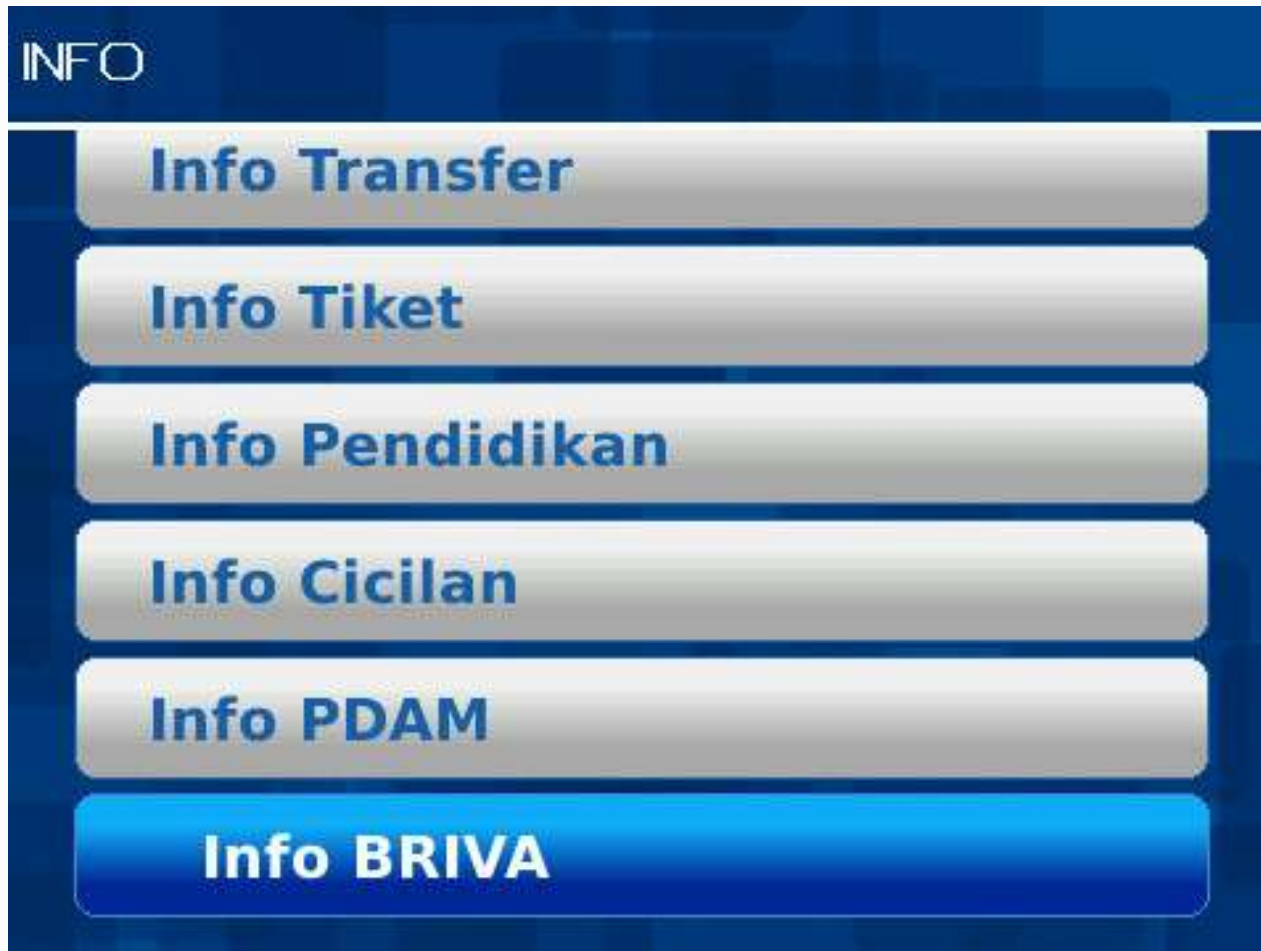 INFO
Info Transfer
Info Tiket
Info Pendidikan
Info Cicilan
Info PDAM
Info BRIVA